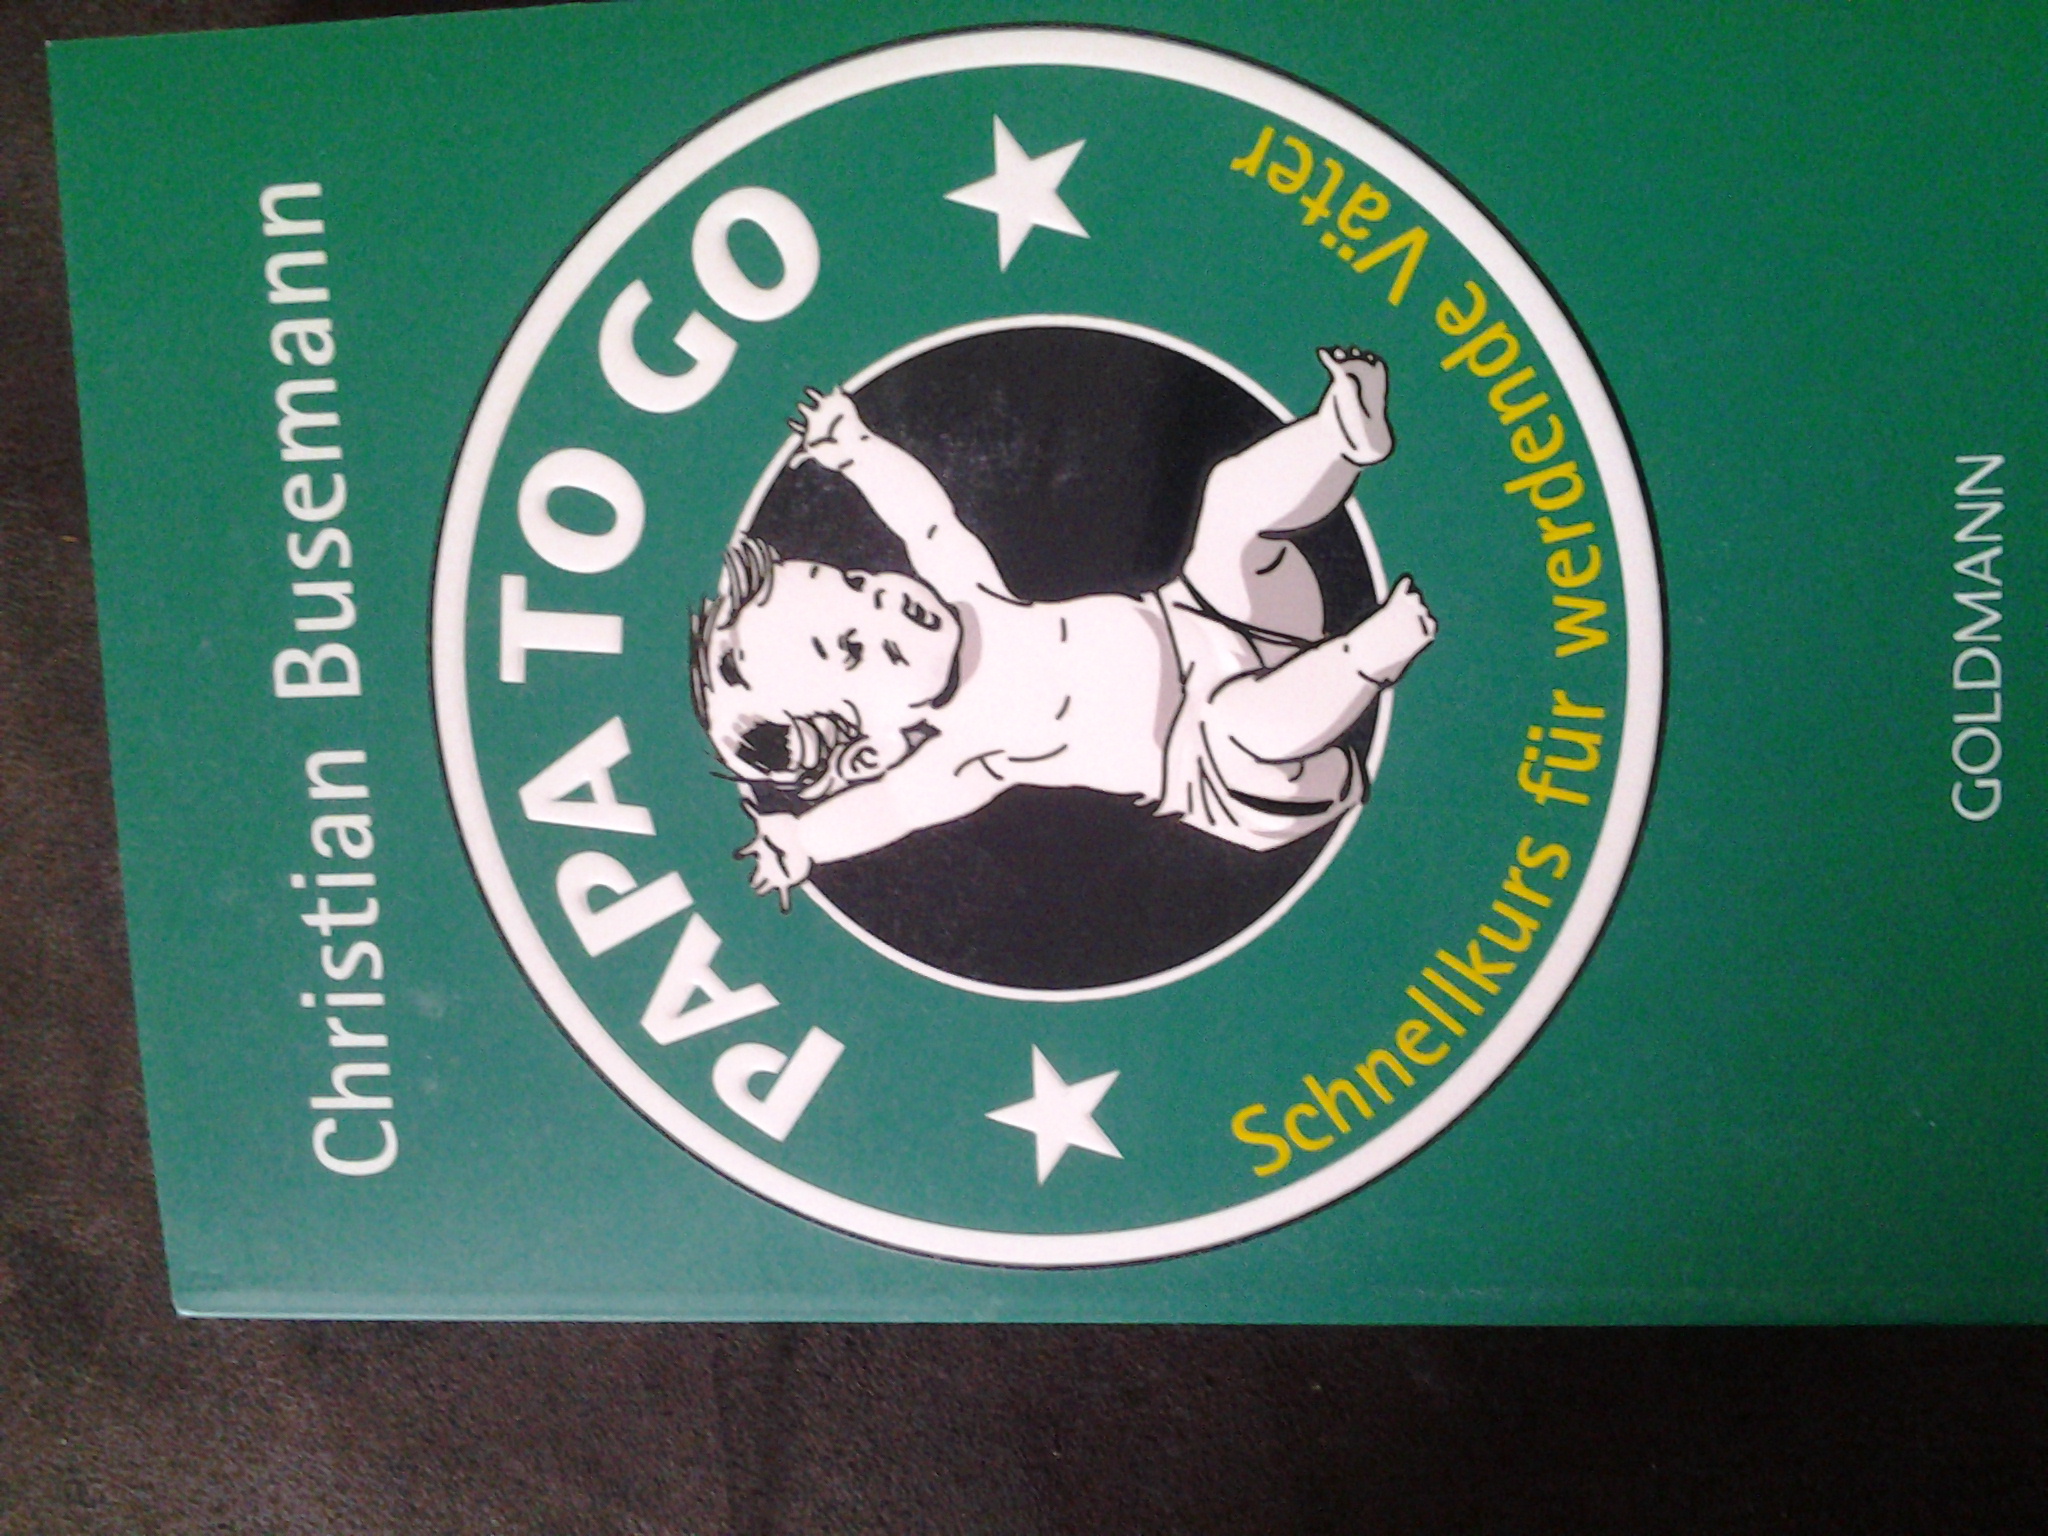 Christian Busemann
PAPA TO GO
Schnellkurs für werdende Väter
GOLDMANN